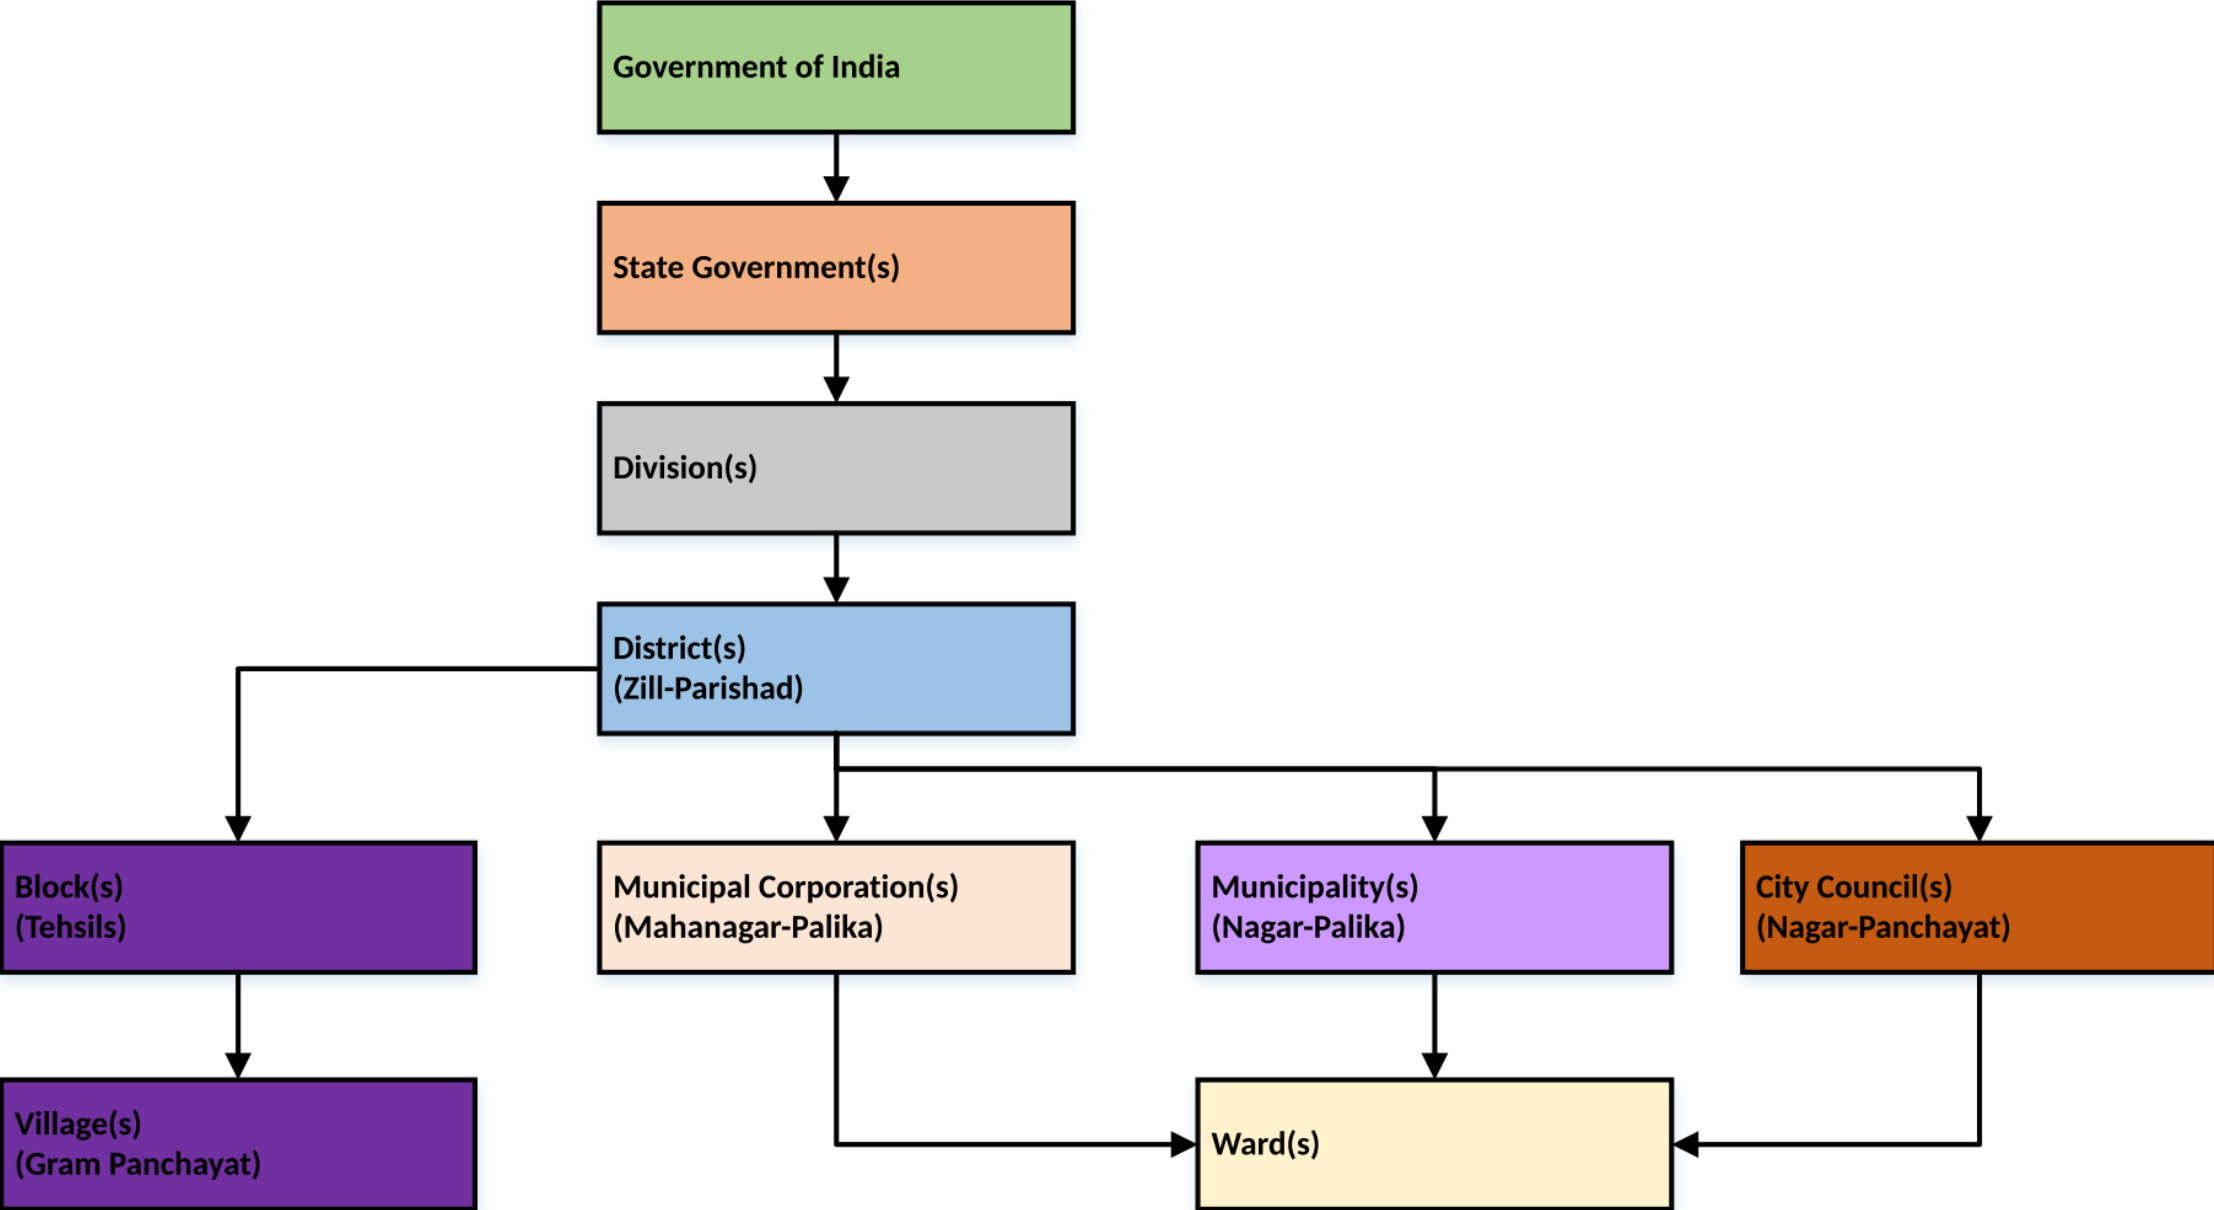 Government of India
State Government(s)
Division(s)
District(s)
(Zill-Parishad)
Block(s)
(Tehsils)
Municipal Corporation(s)
(Mahanagar-Palika)
Municipality(s)
(Nagar-Palika)
City Council(s)
(Nagar-Panchayat)
Village(s)
(Gram Panchayat)
Ward(s)